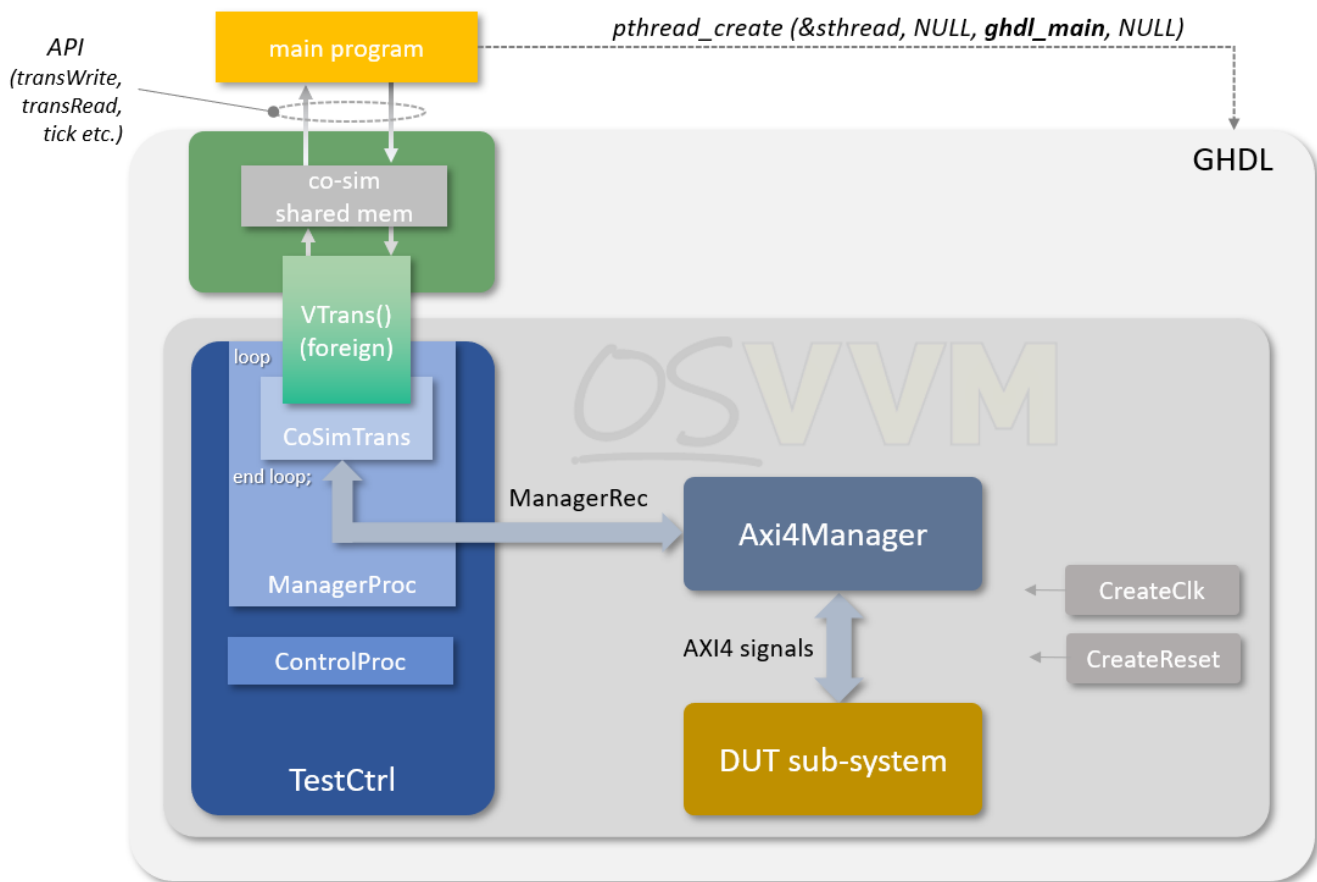 API
(transWrite,
transRead,
tick etc.)
main program
pthread_create (&sthread, NULL, ghdl_main, NULL)
GHDL
co-sim
shared mem
VTrans()
(foreign)
loop
CoSimTrans
end loop;
ManagerProc
ControlProc
TestCtrl
OSVVM
ManagerRec
Axi4Manager
AXI4 signals
DUT sub-system
CreateClk
CreateReset